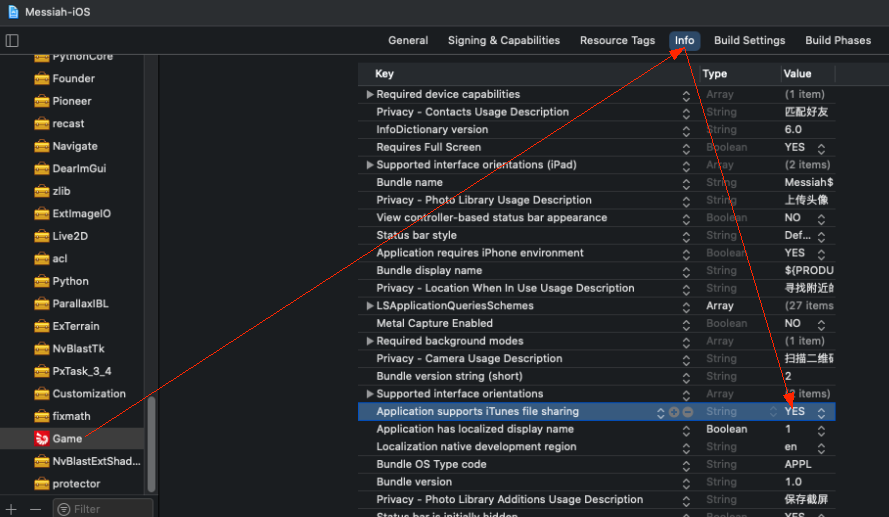 Messiah-iOS
General Signing & Capabilities Resource Tags Info Build Settings Build Phases
PythonCore
Founder
Pioneer
recast
Navigate
DearImGui
zlib
ExtImageIO
Live2D
acl
Python
ParallaxIBL
ExTerrain
NvBlastTk
PxTask_3_4
Customization
fixmath
Game
NvBlastExtShad...
protector
Filter
Key Type Value
Required device capabilities Array (1 item)
Privacy - Contacts Usage Description String 匹配好友
InfoDictionary version String 6.0
Requires Full Screen Boolean YES
Supported interface orientations (iPad) Array (2 items)
Bundle name String Messiah$
Privacy - Photo Library Usage Description String 上传头像
View controller-based status bar appearance Boolean NO
Status bar style String Def...
Application requires iPhone environment Boolean YES
Bundle display name String ${PRODU
Privacy - Location When In Use Usage Description String 寻找附近的
LSApplicationQueriesSchemes Array (27 items
Metal Capture Enabled Boolean NO
Required background modes Array (1 item)
Privacy - Camera Usage Description String 扫描二维码
Bundle version string (short) String 2
Supported interface orientations Array (2 items)
Application supports iTunes file sharing String YES
Application has localized display name Boolean 1
Localization native development region String en
Bundle OS Type code String APPL
Bundle version String 1.0
Privacy - Photo Library Additions Usage Description String 保存截屏
Status bar is initially hidden Boolean YES